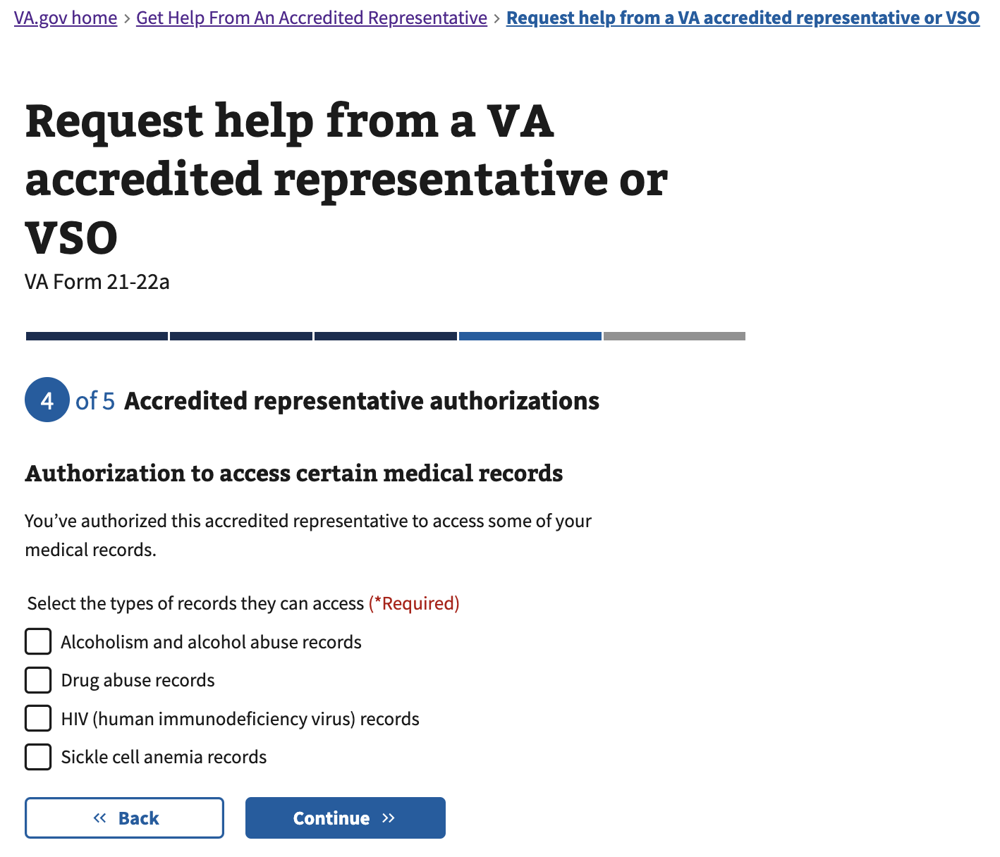 VA.gov home › Get Help From An Accredited Representative › Request help from a VA accredited representative or VSO
Request help from a VA
accredited representative or
VSO
VA Form 21-22a
4 of 5 Accredited representative authorizations
Authorization to access certain medical records
You’ve authorized this accredited representative to access some of your
medical records.
Select the types of records they can access (*Required)
Alcoholism and alcohol abuse records
Drug abuse records
HIV (human immunodeficiency virus) records
Sickle cell anemia records
« Back
Continue »